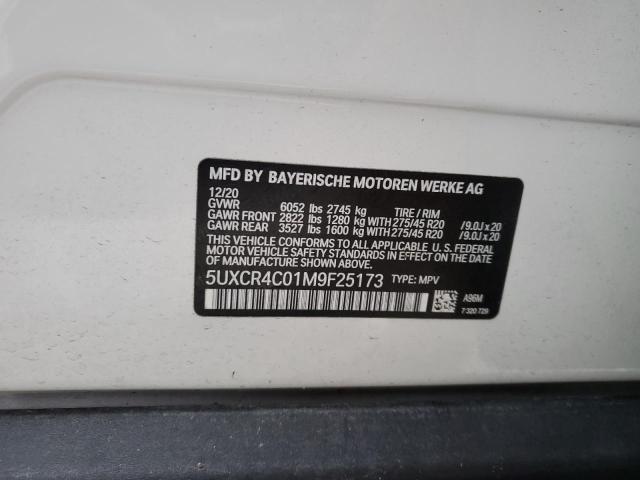 MFD BY BAYERISCHE MOTOREN WERKE AG
12/20
GVWR 6052 lbs 2745 kg TIRE / RIM
GAWR FRONT 2822 lbs 1280 kg WITH 275/45 R20 /9.0J x 20
GAWR REAR 3527 lbs 1600 kg WITH 275/45 R20 /9.0J x 20
THIS VEHICLE CONFORMS TO ALL APPLICABLE U. S. FEDERAL
MOTOR VEHICLE SAFETY STANDARDS IN EFFECT ON THE DATE
OF MANUFACTURE SHOWN ABOVE.
5UXCR4C01M9F25173 TYPE: MPV
A96M
7 320 729